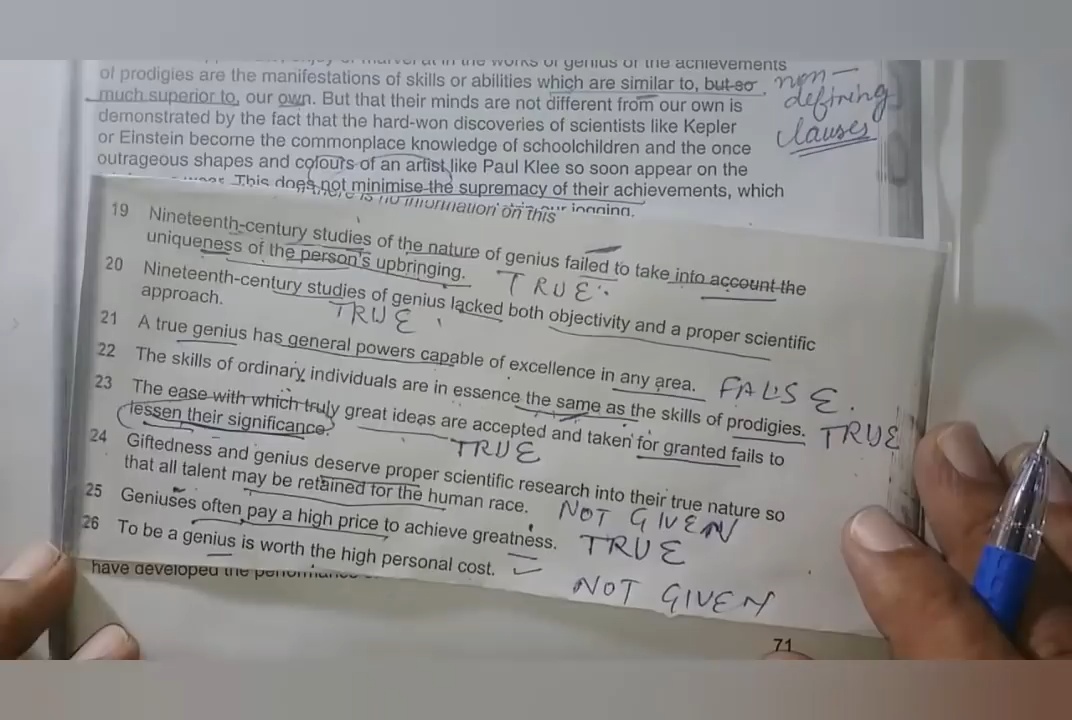 of prodigies are the manifestations of skills or abilities which are similar to, but so
much superior to, our own. But that their minds are not different from our own is
demonstrated by the fact that the hard-won discoveries of scientists like Kepler
or Einstein become the commonplace knowledge of schoolchildren and the once
outrageous shapes and colours of an artist like Paul Klee so soon appear on the
This does not minimise the supremacy of their achievements, which
non-
defining
clauses
information on this
19 Nineteenth-century studies of the nature of genius failed to take into account the
uniqueness of the person's upbringing. TRUE.
20 Nineteenth-century studies of genius lacked both objectivity and a proper scientific
approach. TRUE
21 A true genius has general powers capable of excellence in any area. FALSE.
22 The skills of ordinary individuals are in essence the same as the skills of prodigies. TRUE
23 The ease with which truly great ideas are accepted and taken for granted fails to
lessen their significance. TRUE
24 Giftedness and genius deserve proper scientific research into their true nature so
that all talent may be retained for the human race. NOT GIVEN
25 Geniuses often pay a high price to achieve greatness. TRUE
26 To be a genius is worth the high personal cost. NOT GIVEN
have developed the
71